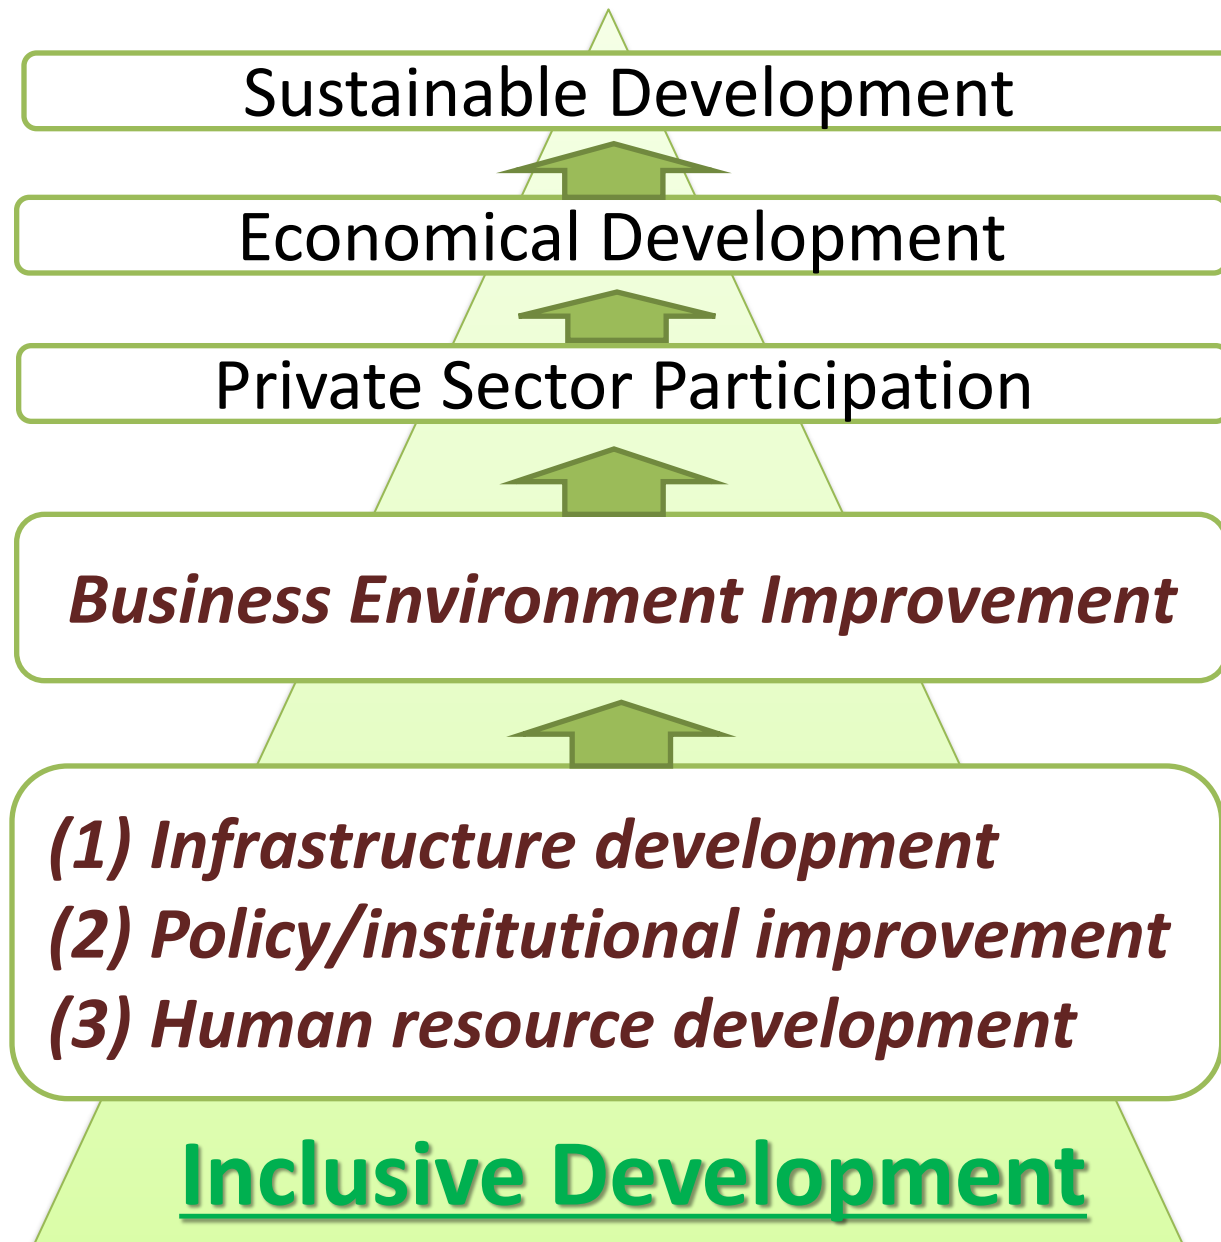 Sustainable Development
Economical Development
Private Sector Participation
Business Environment Improvement
(1) Infrastructure development
(2) Policy/institutional improvement
(3) Human resource development
Inclusive Development